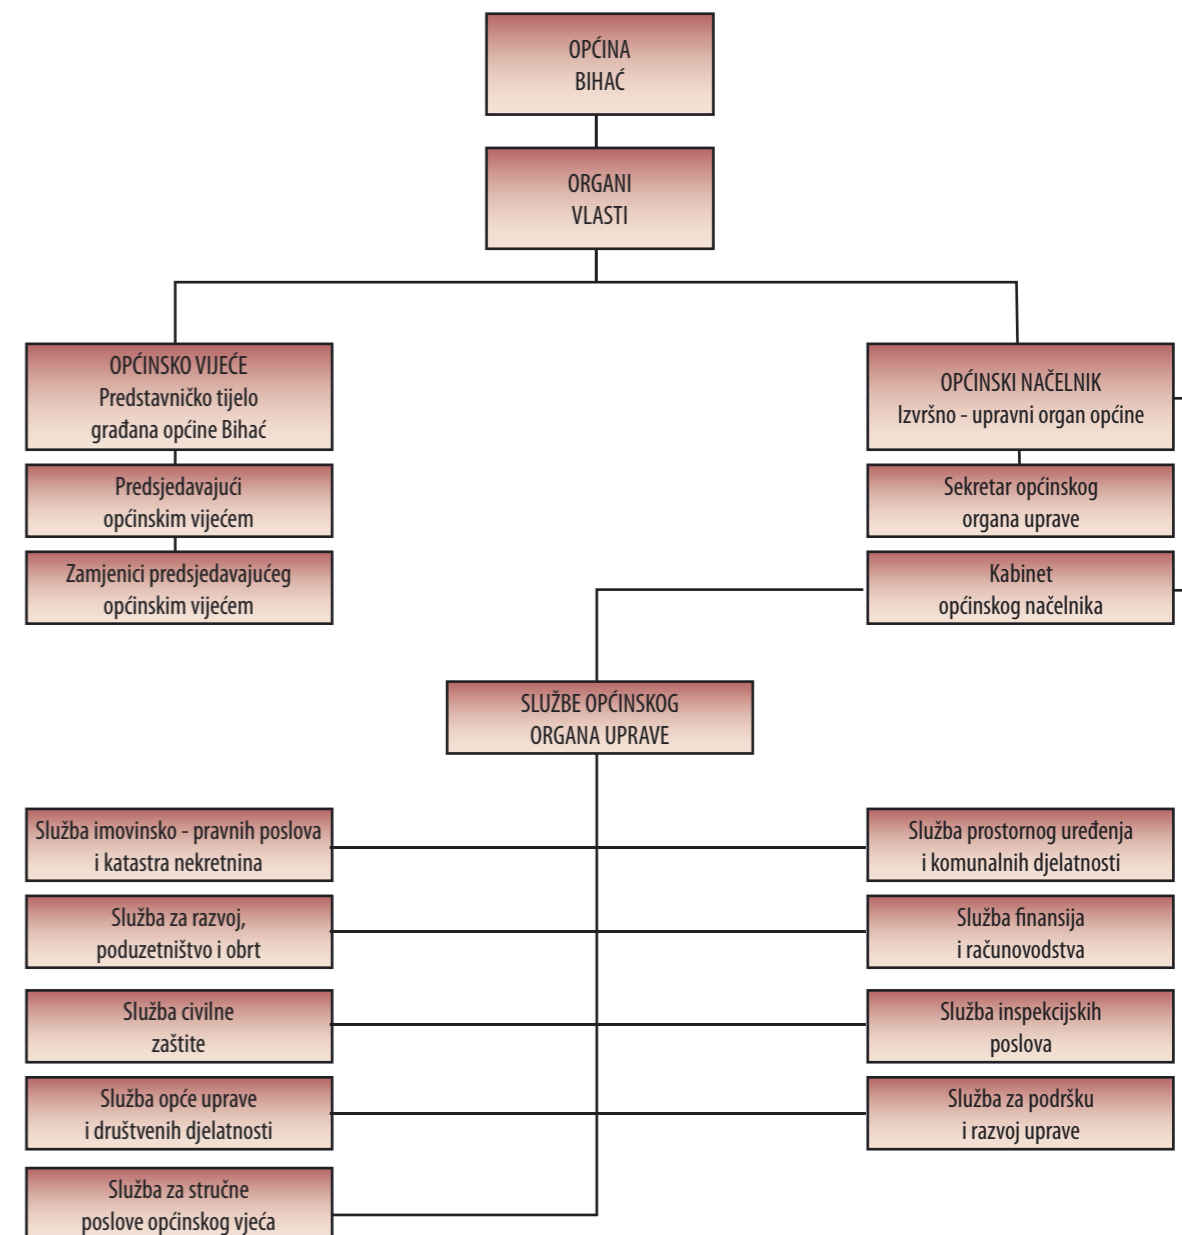 OPĆINA
BIHAĆ
ORGANI
VLASTI
OPĆINSKO VIJEĆE
Predstavničko tijelo
građana općine Bihać
Predsjedavajući
općinskim vijećem
Zamjenici predsjedavajućeg
općinskim vijećem
OPĆINSKI NAČELNIK
Izvršno - upravni organ općine
Sekretar općinskog
organa uprave
Kabinet
općinskog načelnika
SLUŽBE OPĆINSKOG
ORGANA UPRAVE
Služba imovinsko - pravnih poslova
i katastra nekretnina
Služba prostornog uređenja
i komunalnih djelatnosti
Služba za razvoj,
poduzetništvo i obrt
Služba finansija
i računovodstva
Služba civilne
zaštite
Služba inspekcijskih
poslova
Služba opće uprave
i društvenih djelatnosti
Služba za podršku
i razvoj uprave
Služba za stručne
poslove općinskog vjeća